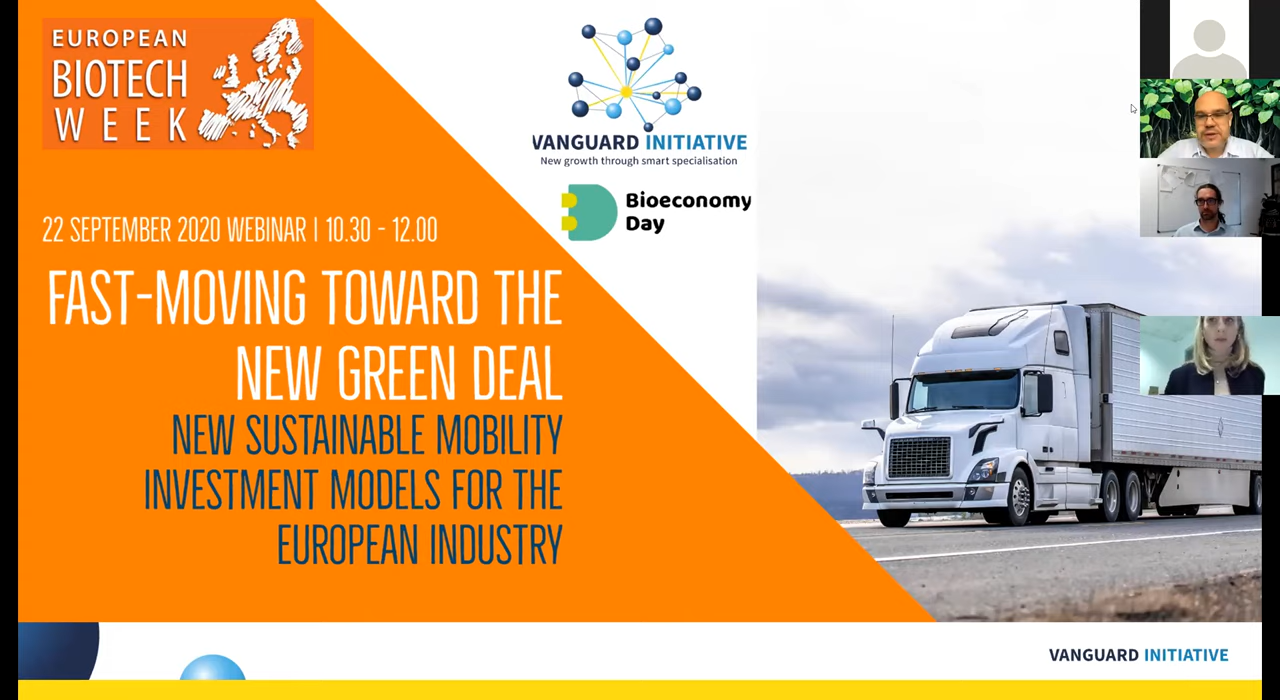 EUROPEAN
BIOTECH
WEEK
VANGUARD INITIATIVE
New growth through smart specialisation
Bioeconomy
Day
22 SEPTEMBER 2020 WEBINAR | 10.30 - 12.00
FAST-MOVING TOWARD THE
NEW GREEN DEAL
NEW SUSTAINABLE MOBILITY
INVESTMENT MODELS FOR THE
EUROPEAN INDUSTRY
VANGUARD INITIATIVE